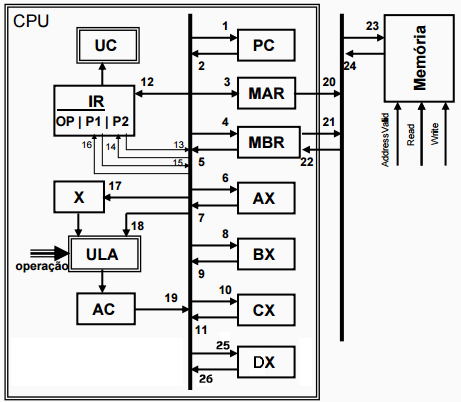 CPU
UC
1
PC
2
23
24
Memória
IR
OP | P1 | P2
12
3
MAR
20
16
14
13
15
4
MBR
5
21
22
AddressValid
Read
Write
X
17
6
AX
7
18
operação
ULA
8
BX
9
AC
19
10
CX
11
25
DX
26